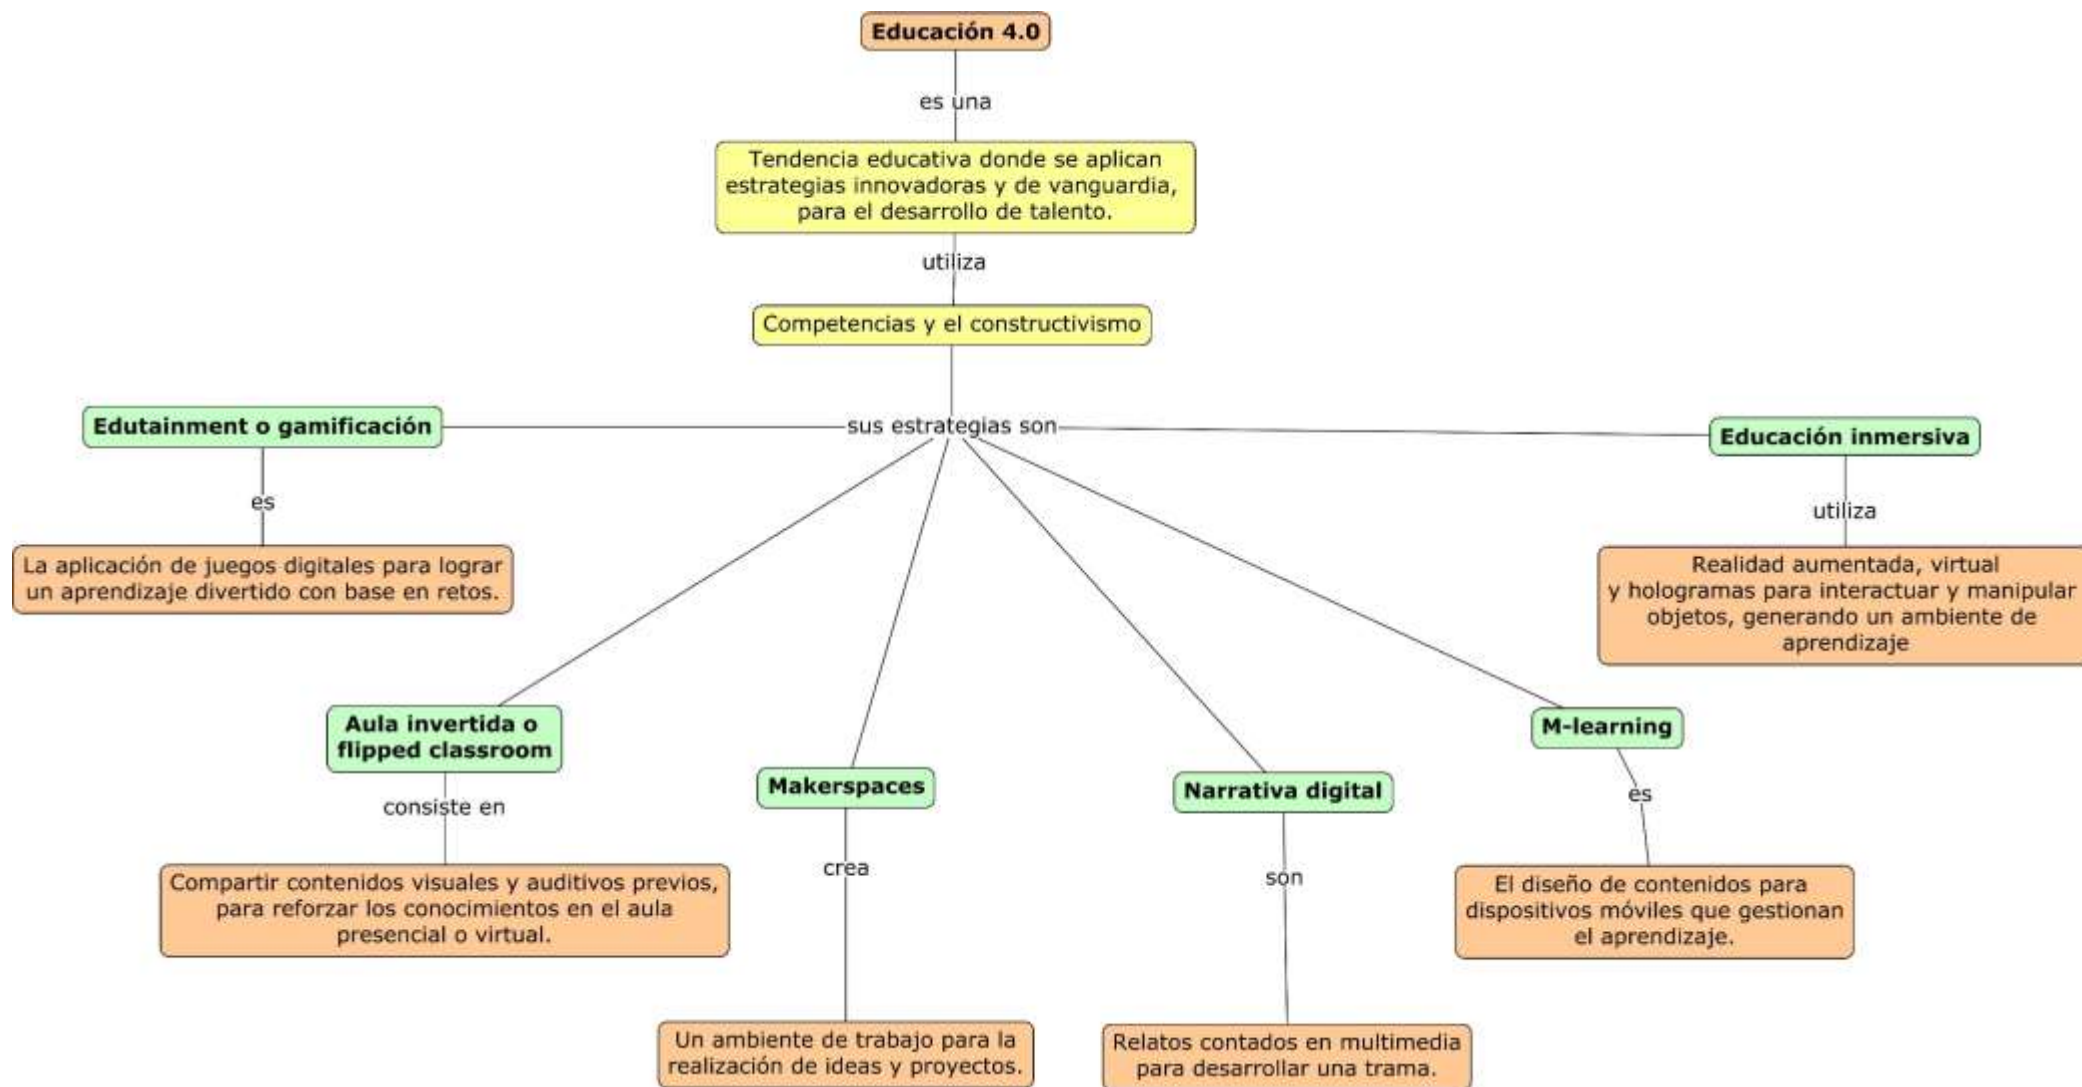 Educación 4.0
es una
Tendencia educativa donde se aplican
estrategias innovadoras y de vanguardia,
para el desarrollo de talento.
utiliza
Competencias y el constructivismo
sus estrategias son
Edutainment o gamificación
es
La aplicación de juegos digitales para lograr
un aprendizaje divertido con base en retos.
Aula invertida o
flipped classroom
consiste en
Compartir contenidos visuales y auditivos previos,
para reforzar los conocimientos en el aula
presencial o virtual.
Makerspaces
crea
Un ambiente de trabajo para la
realización de ideas y proyectos.
Narrativa digital
son
Relatos contados en multimedia
para desarrollar una trama.
M-learning
es
El diseño de contenidos para
dispositivos móviles que gestionan
el aprendizaje.
Educación inmersiva
utiliza
Realidad aumentada, virtual
y hologramas para interactuar y manipular
objetos, generando un ambiente de
aprendizaje